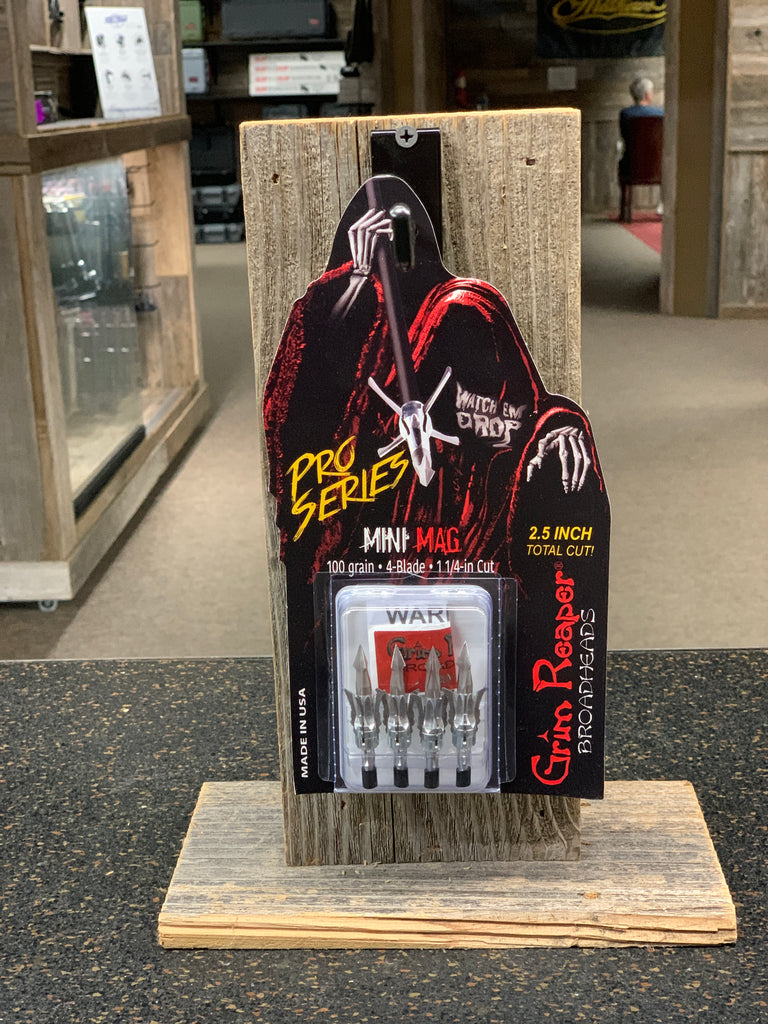 WATCH EM
DROP
PRO
SERIES
MINI MAG
2.5 INCH
TOTAL CUT!
100 grain • 4-Blade • 1 1/4-in Cut
WAR
Grim Reaper®
BROADHEADS
MADE IN USA